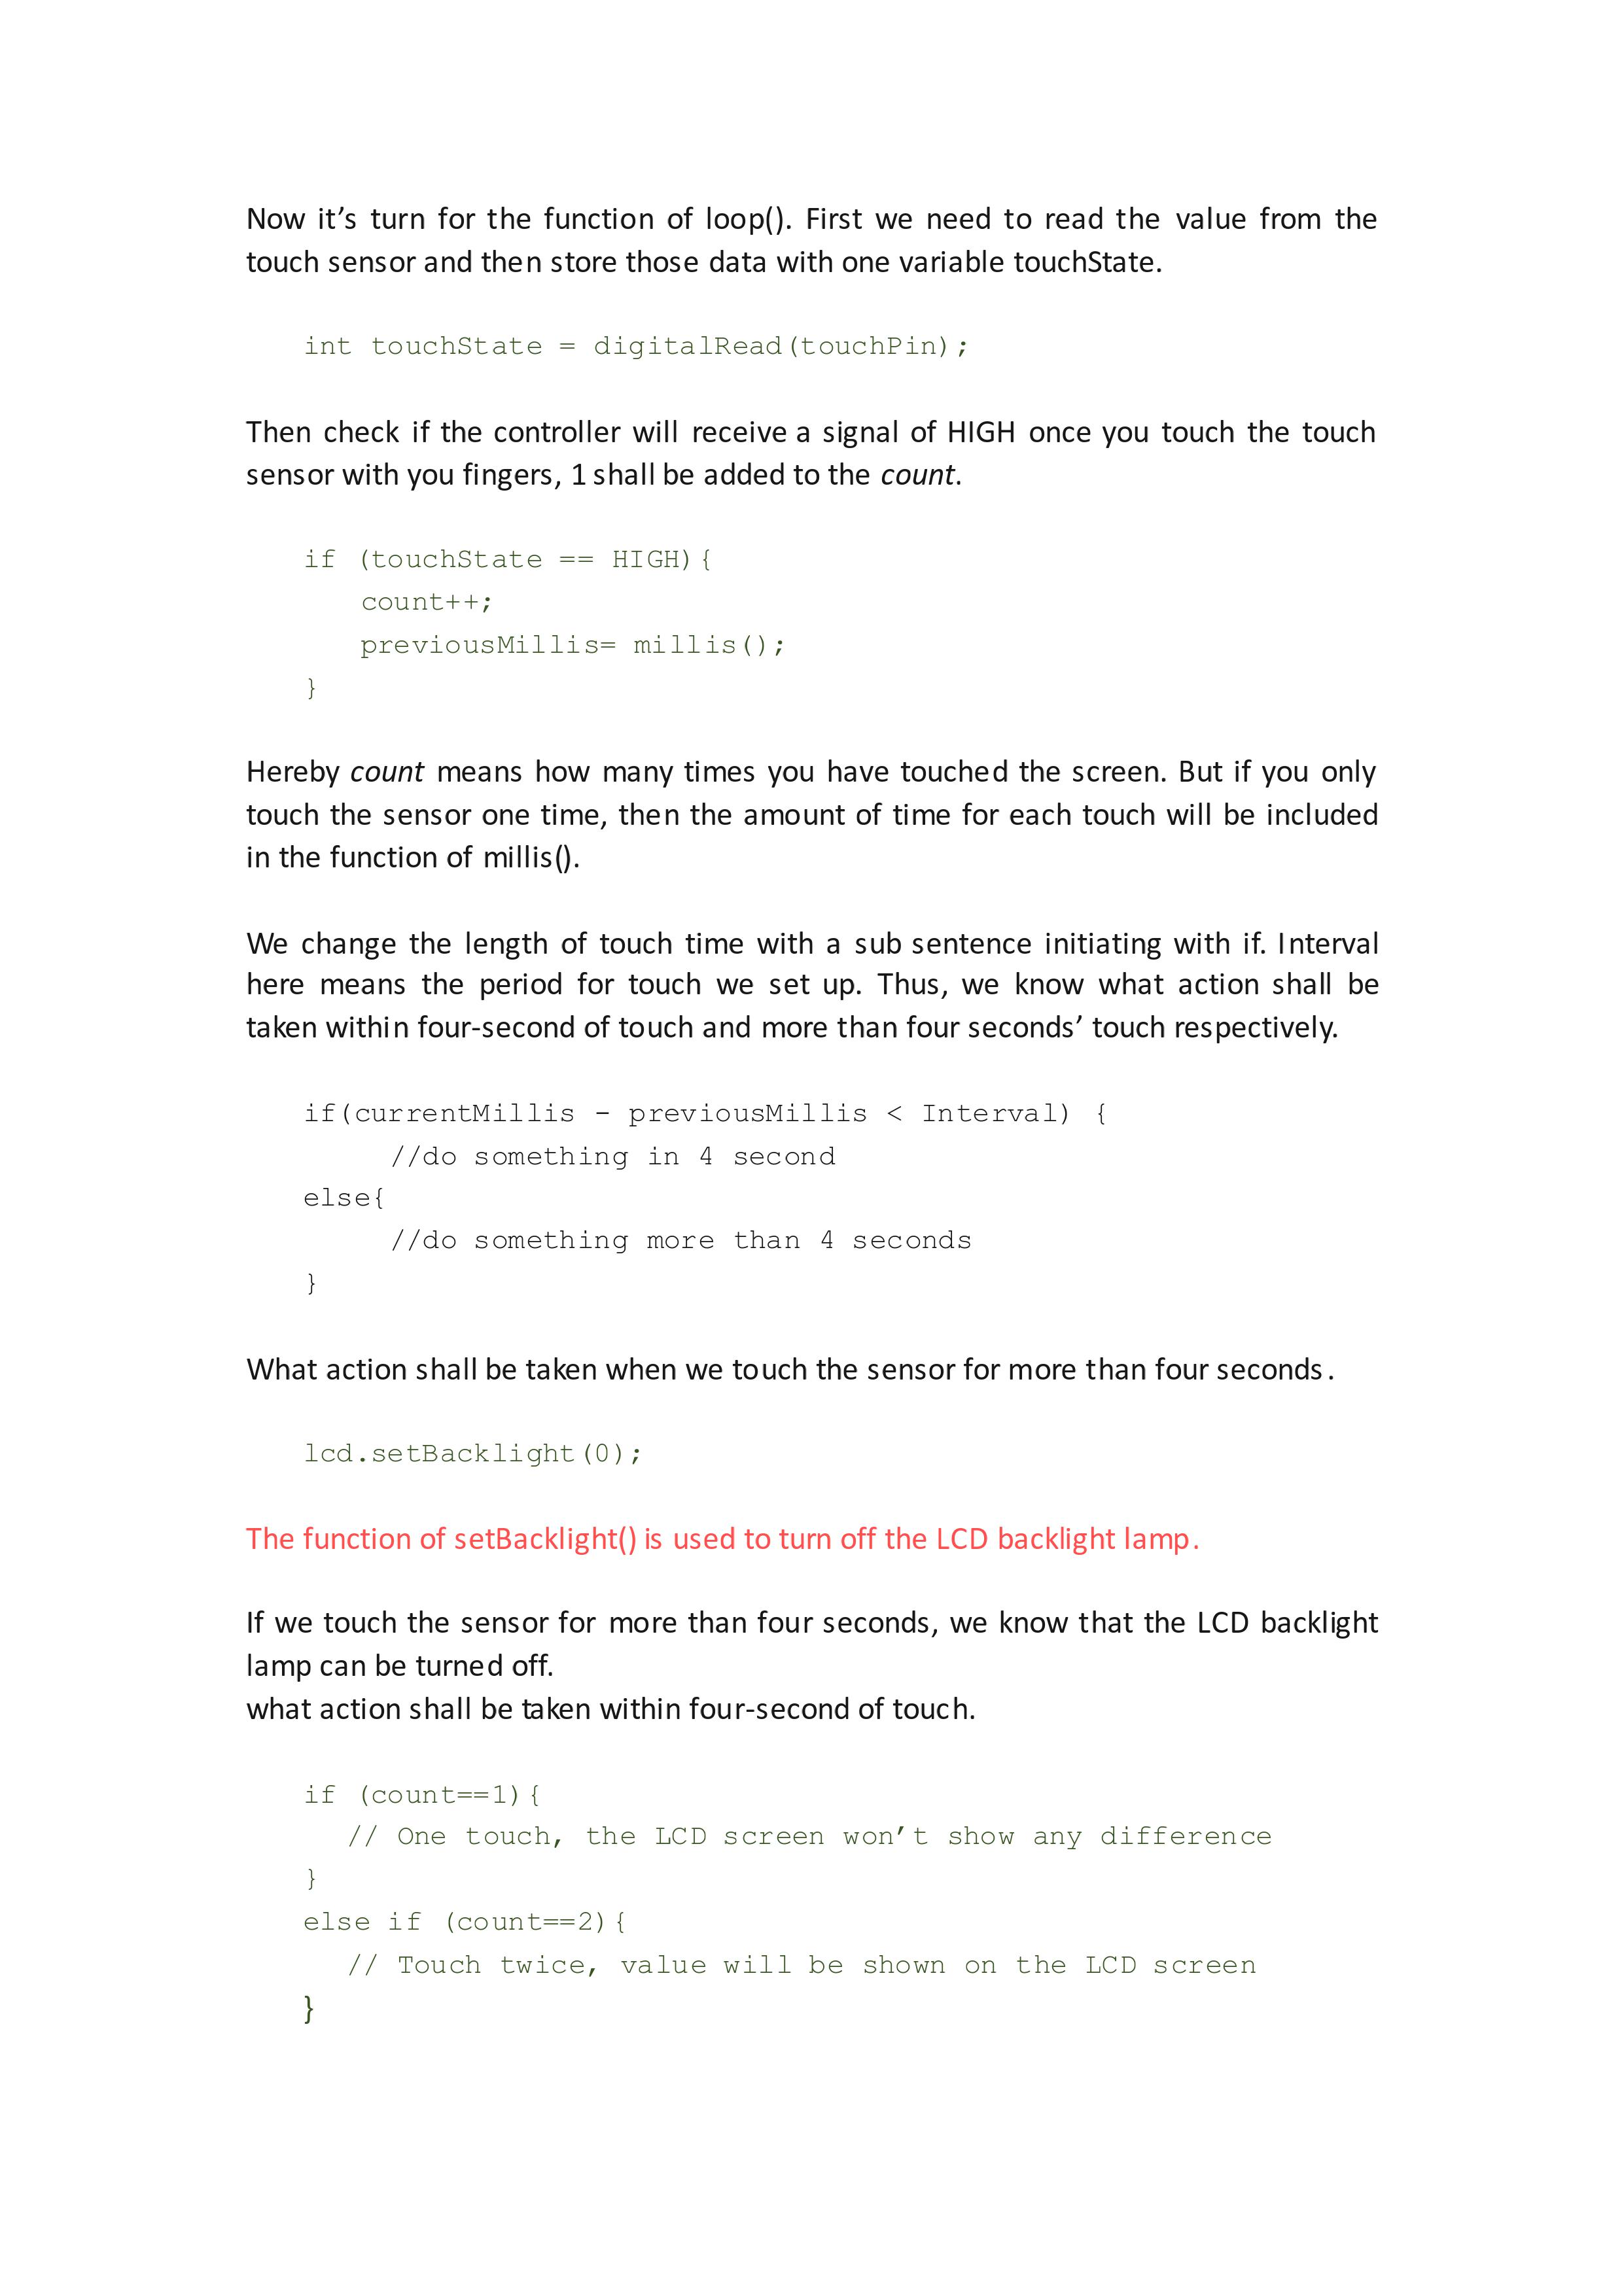 Now it’s turn for the function of loop(). First we need to read the value from the
touch sensor and then store those data with one variable touchState.
int touchState = digitalRead(touchPin);
Then check if the controller will receive a signal of HIGH once you touch the touch
sensor with you fingers, 1 shall be added to the count.
if (touchState == HIGH){
count++;
previousMillis= millis();
}
Hereby count means how many times you have touched the screen. But if you only
touch the sensor one time, then the amount of time for each touch will be included
in the function of millis().
We change the length of touch time with a sub sentence initiating with if. Interval
here means the period for touch we set up. Thus, we know what action shall be
taken within four-second of touch and more than four seconds’ touch respectively.
if(currentMillis - previousMillis < Interval) {
//do something in 4 second
else{
//do something more than 4 seconds
}
What action shall be taken when we touch the sensor for more than four seconds.
lcd.setBacklight(0);
The function of setBacklight() is used to turn off the LCD backlight lamp.
If we touch the sensor for more than four seconds, we know that the LCD backlight
lamp can be turned off.
what action shall be taken within four-second of touch.
if (count==1){
// One touch, the LCD screen won’t show any difference
}
else if (count==2){
// Touch twice, value will be shown on the LCD screen
}